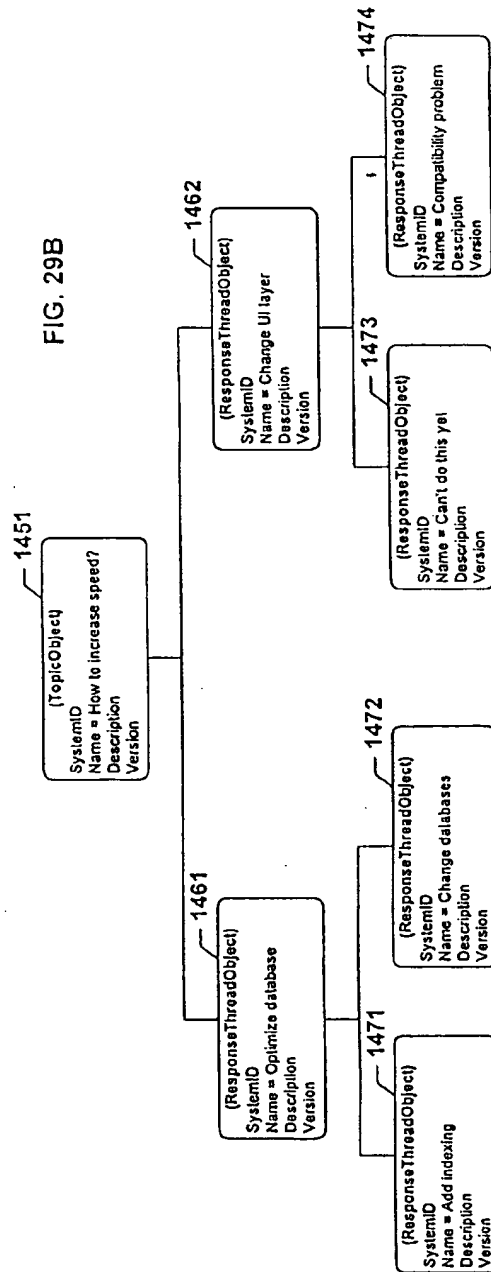 FIG. 29B
1451
{TopicObject}
SystemID
Name = How to increase speed?
Description
Version
1461
{ResponseThreadObject}
SystemID
Name = Optimize database
Description
Version
1462
{ResponseThreadObject}
SystemID
Name = Change UI layer
Description
Version
1471
{ResponseThreadObject}
SystemID
Name = Add indexing
Description
Version
1472
{ResponseThreadObject}
SystemID
Name = Change databases
Description
Version
1473
{ResponseThreadObject}
SystemID
Name = Can't do this yet
Description
Version
1474
{ResponseThreadObject}
SystemID
Name = Compatibility problem
Description
Version